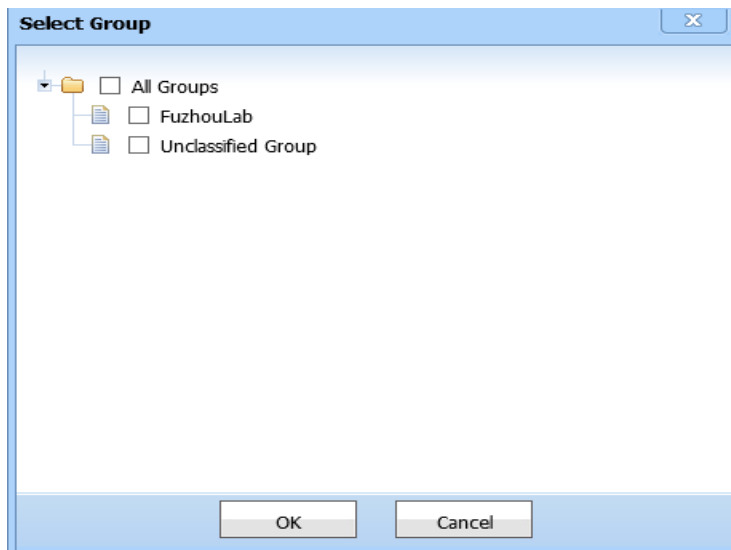 Select Group
All Groups
FuzhouLab
Unclassified Group
OK
Cancel